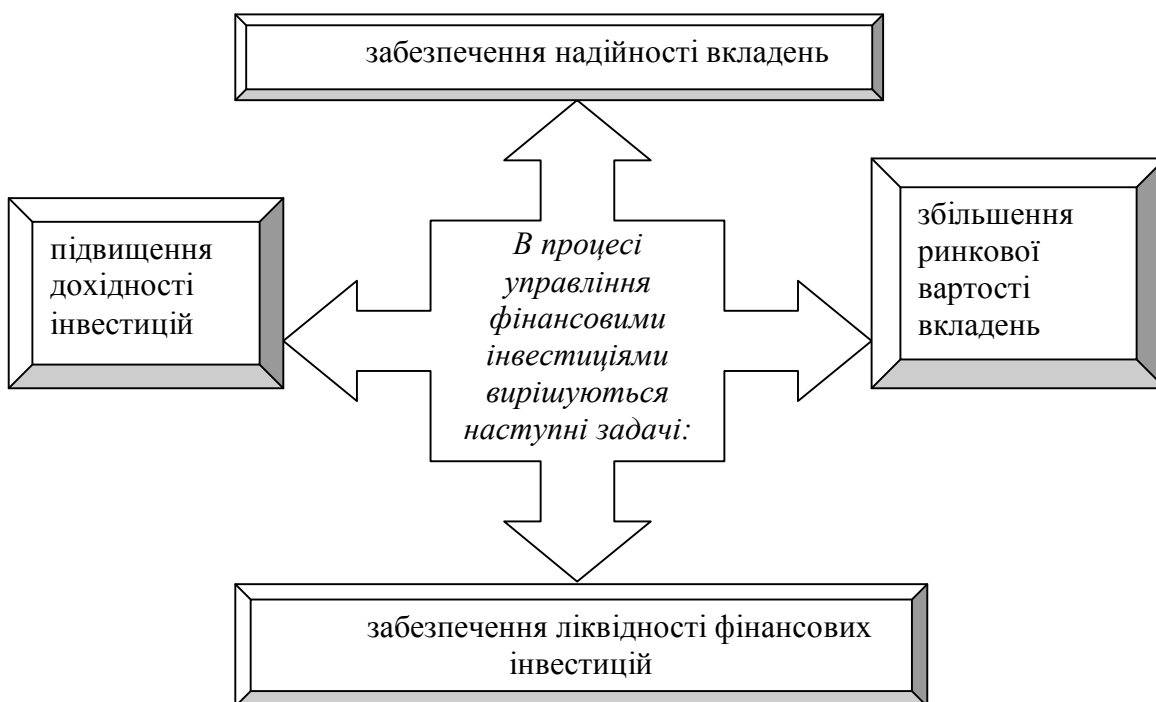 забезпечення надійності вкладень
підвищення
дохідності
інвестицій
В процесі
управління
фінансовими
інвестиціями
вирішуються
наступні задачі:
збільшення
ринкової
вартості
вкладень
забезпечення ліквідності фінансових
інвестицій